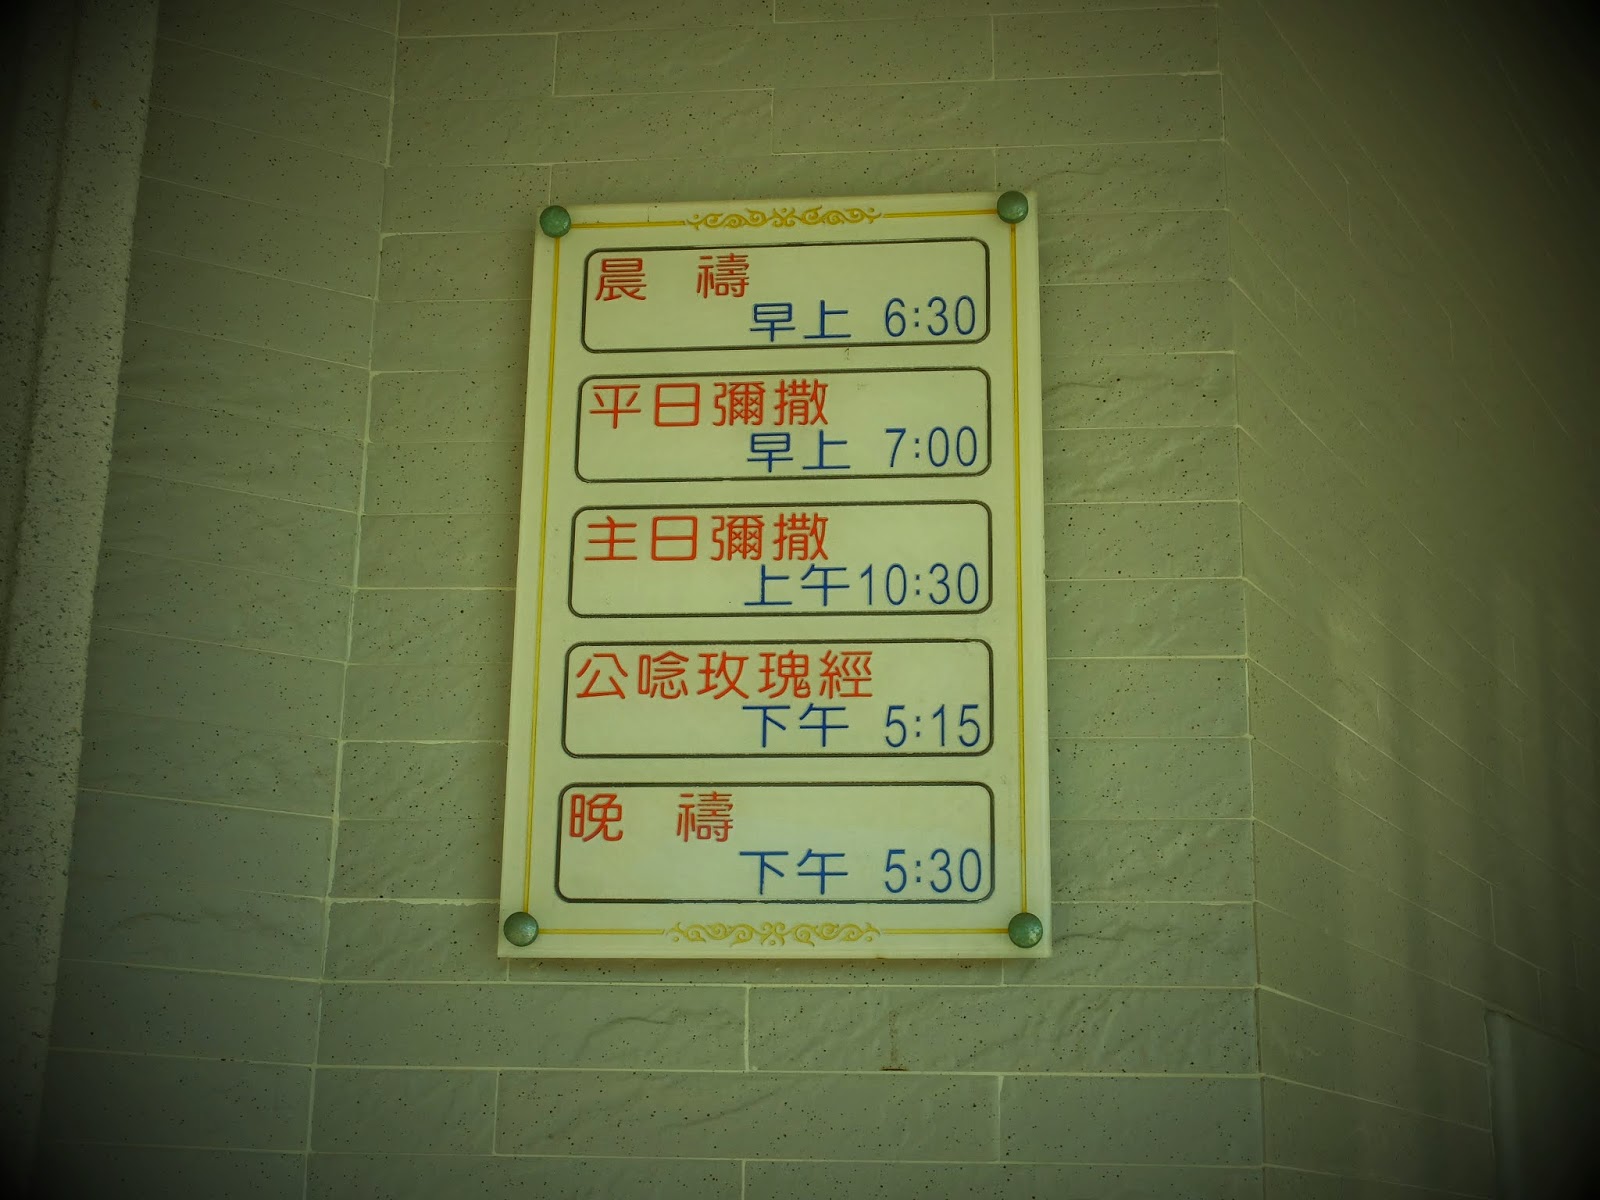 晨 禱
早上 6:30
平日彌撒
早上 7:00
主日彌撒
上午10:30
公唸玫瑰經
下午 5:15
晚 禱
下午 5:30